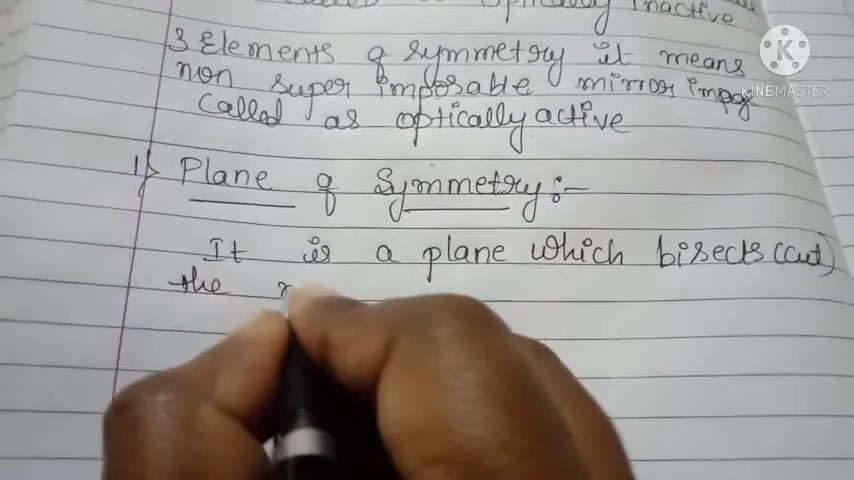 optically inactive
3 Elements of symmetry it means
non super imposable mirror image
Called as optically active
1) Plane of Symmetry :-
It is a plane which bisects (cut)
the
KINEMASTER